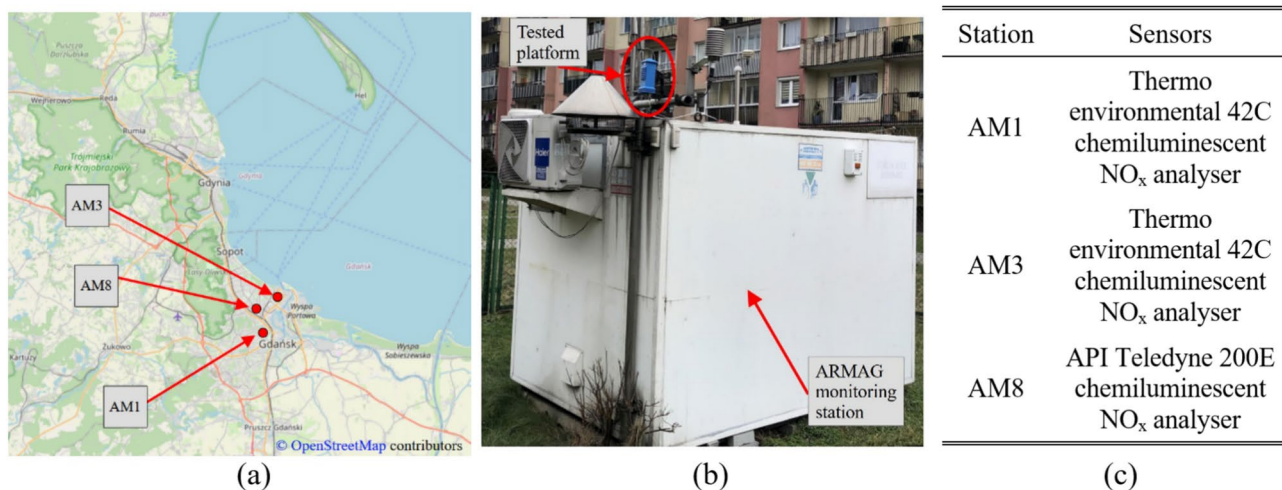 Puszcza
Darżlubska
Wejherowo
Reda
Rumia
Hel
Trójmiejski
Park Krajobrazowy
Gdynia
Gdynia
AM3
Sopot
AM8
Gdańsk
Wyspa
Portowa
Gdańsk
Wyspa
Sobieszewska
Kartuzy
Żukowo
AM1
Pruszcz Gdański
© OpenStreetMap contributors
(a)
Tested
platform
Haier
ARMAG
monitoring
station
(b)
Station Sensors
AM1 Thermo
environmental 42C
chemiluminescent
NOₓ analyser
AM3 Thermo
environmental 42C
chemiluminescent
NOₓ analyser
AM8 API Teledyne 200E
chemiluminescent
NOₓ analyser
(c)